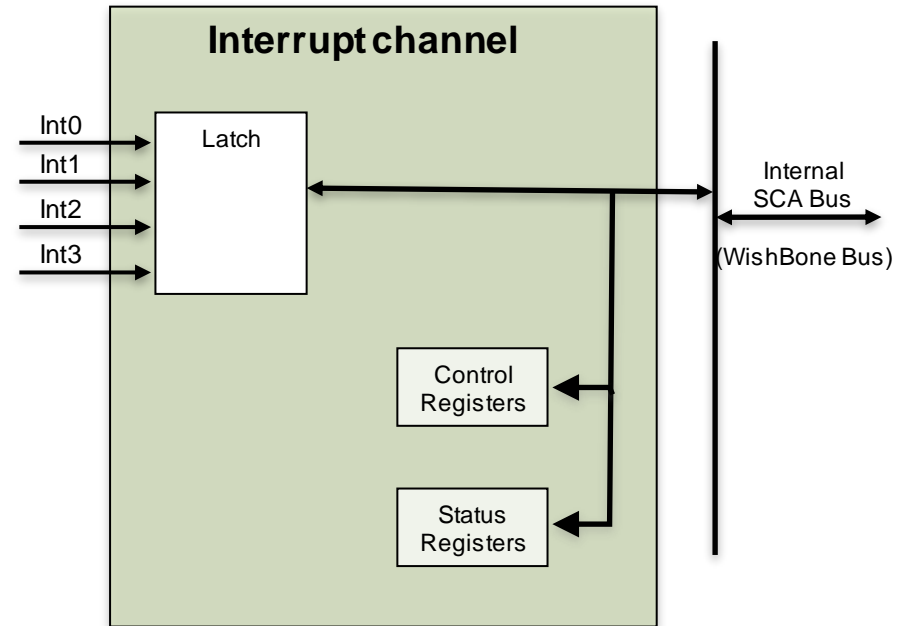 Interrupt channel
Int0
Int1
Int2
Int3
Latch
Internal
SCA Bus
(WishBone Bus)
Control
Registers
Status
Registers